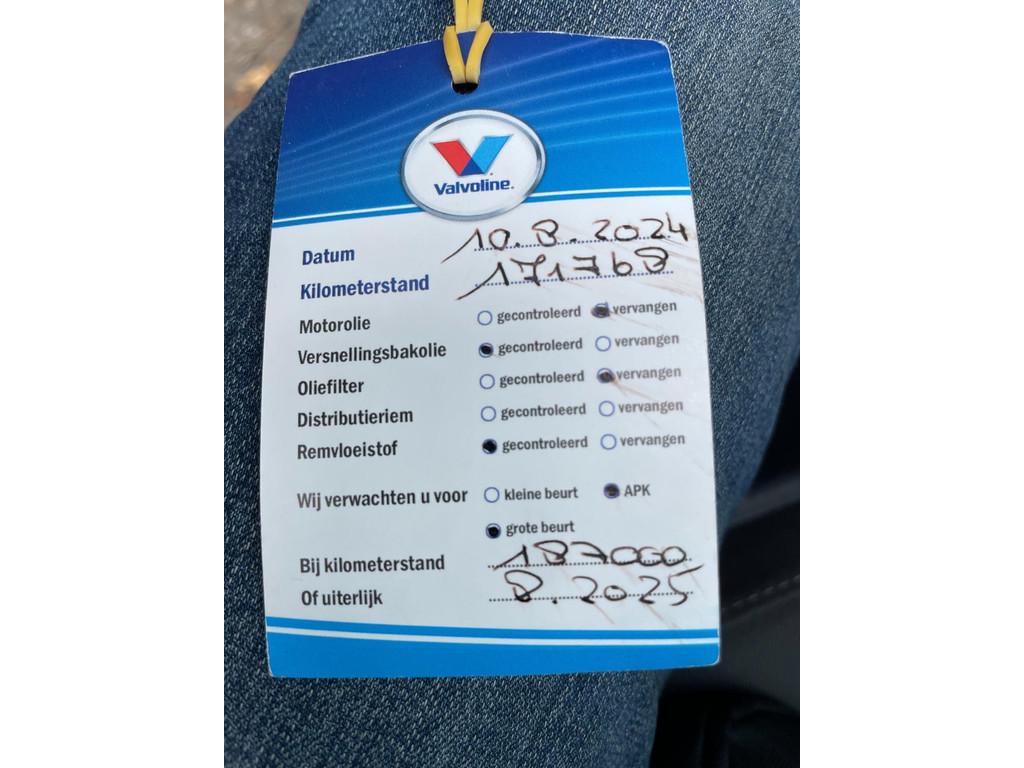 Valvoline.
Datum 10.8.2024
Kilometerstand 171768
Motorolie gecontroleerd vervangen
Versnellingsbakolie gecontroleerd vervangen
Oliefilter gecontroleerd vervangen
Distributieriem gecontroleerd vervangen
Remvloeistof gecontroleerd vervangen
Wij verwachten u voor kleine beurt APK
grote beurt
Bij kilometerstand 187000
Of uiterlijk 8.2025